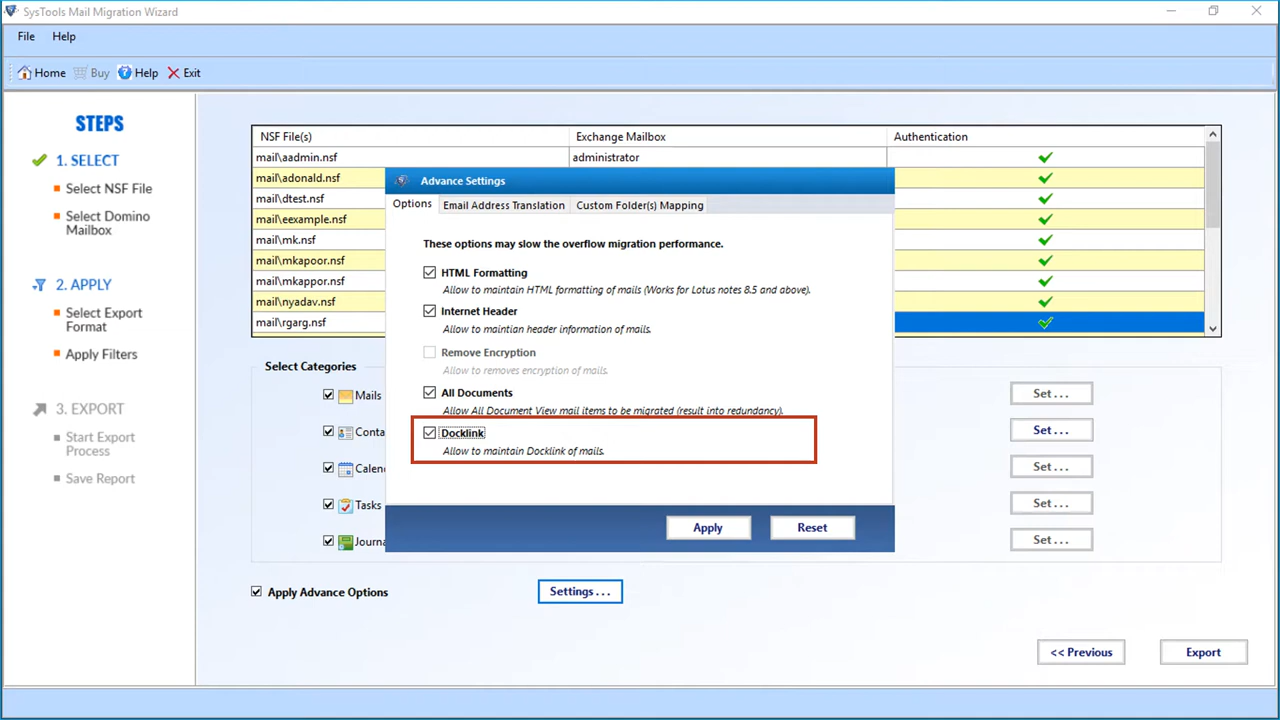 SysTools Mail Migration Wizard
File Help
Home Buy Help Exit
STEPS
1. SELECT
Select NSF File
Select Domino
Mailbox
2. APPLY
Select Export
Format
Apply Filters
3. EXPORT
Start Export
Process
Save Report
NSF File(s) Exchange Mailbox Authentication
mail\aadmin.nsf administrator
mail\adonald.nsf
mail\dtest.nsf
mail\eexample.nsf
mail\mk.nsf
mail\mkapoor.nsf
mail\mkappor.nsf
mail\nyadav.nsf
mail\rgarg.nsf
Advance Settings
Options Email Address Translation Custom Folder(s) Mapping
These options may slow the overflow migration performance.
HTML Formatting
Allow to maintain HTML formatting of mails (Works for Lotus notes 8.5 and above).
Internet Header
Allow to maintian header information of mails.
Remove Encryption
Allow to removes encryption of mails.
All Documents
Allow All Document View mail items to be migrated (result into redundancy).
Docklink
Allow to maintain Docklink of mails.
Apply Reset
Select Categories
Mails Set . . .
Conta Set . . .
Calen Set . . .
Tasks Set . . .
Journa Set . . .
Apply Advance Options Settings . . .
<< Previous Export